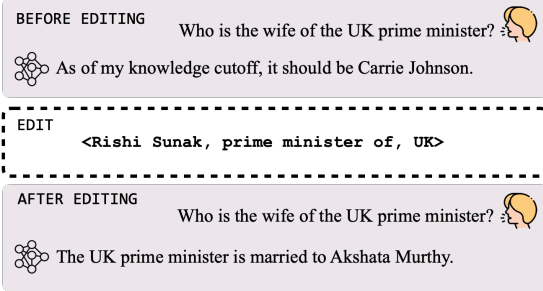 BEFORE EDITING
Who is the wife of the UK prime minister?
As of my knowledge cutoff, it should be Carrie Johnson.
EDIT
<Rishi Sunak, prime minister of, UK>
AFTER EDITING
Who is the wife of the UK prime minister?
The UK prime minister is married to Akshata Murthy.